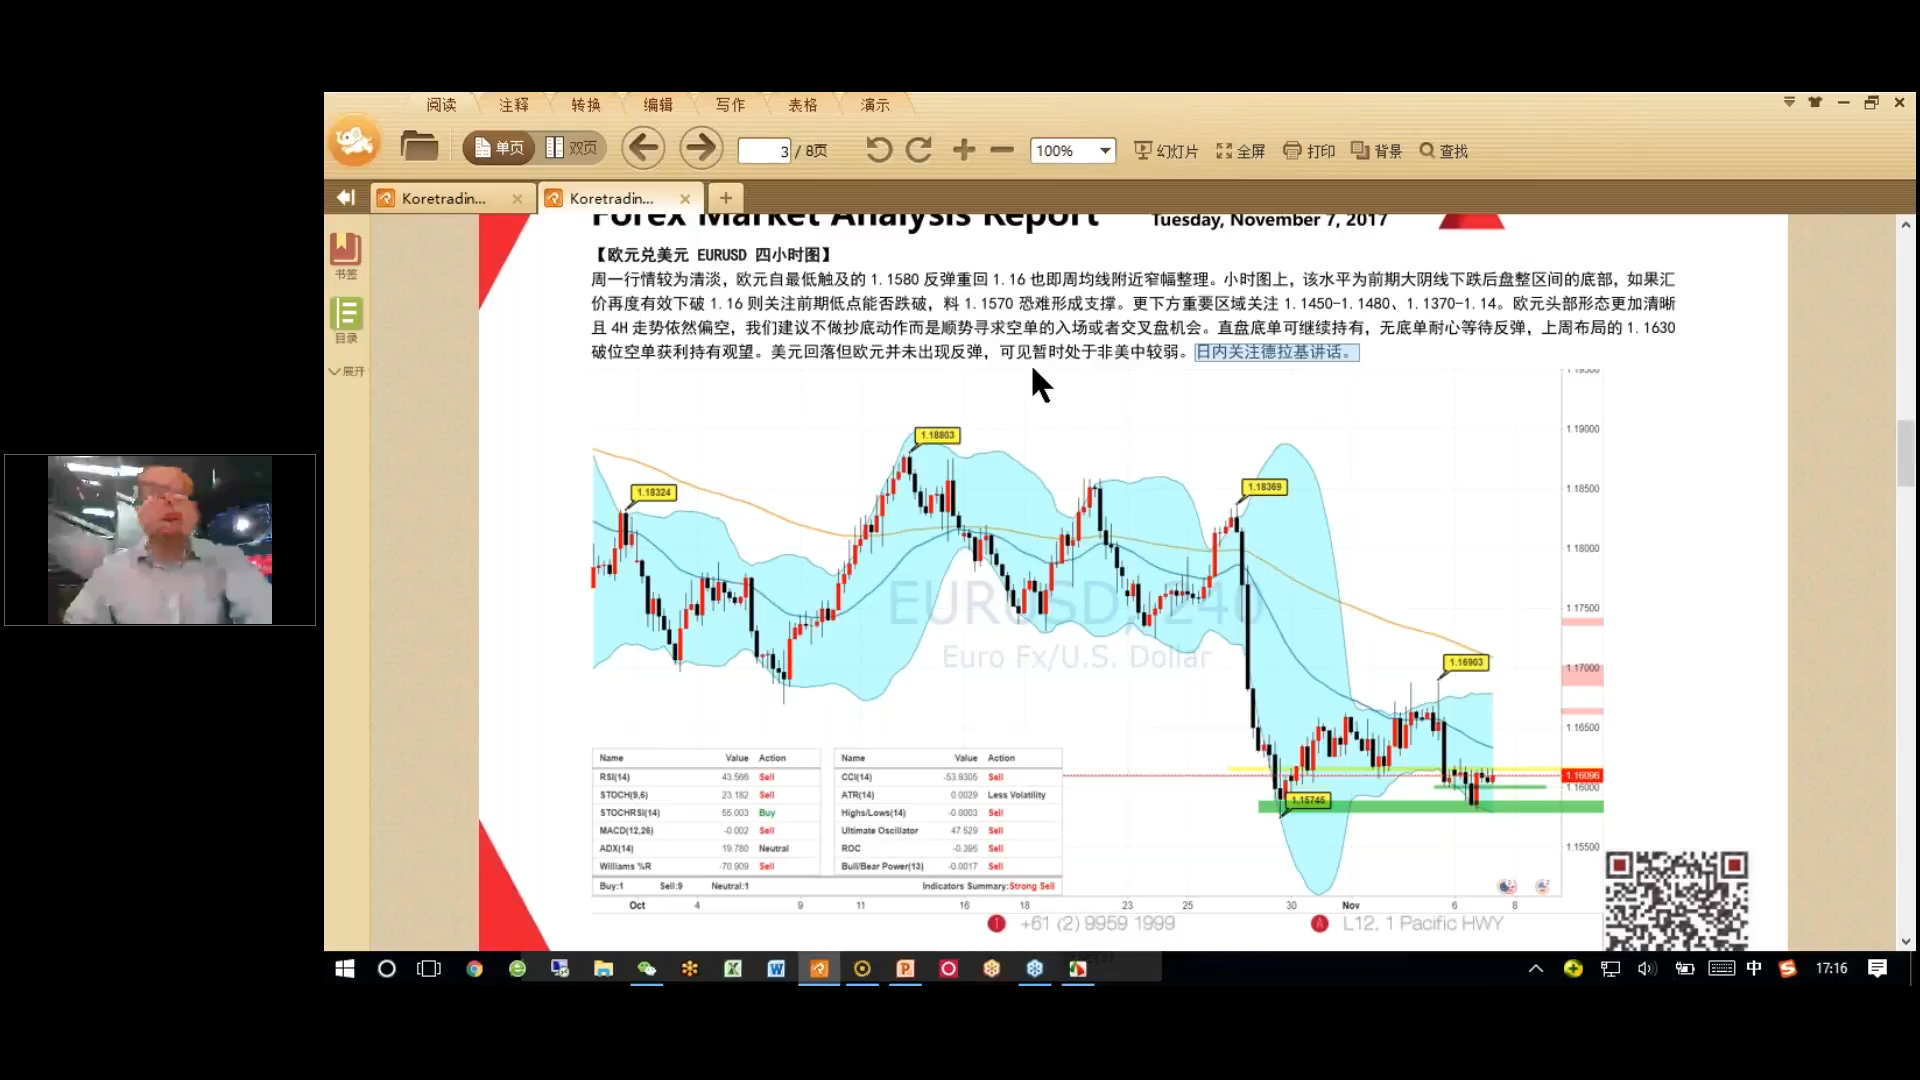 阅读 注释 转换 编辑 写作 表格 演示
单页 双页 3 / 8页 100% 幻灯片 全屏 打印 背景 查找
Koretradin... Koretradin...
书签
目录
展开
Forex Market Analysis Report Tuesday, November 7, 2017
【欧元兑美元 EURUSD 四小时图】
周一行情较为清淡，欧元自最低触及的 1.1580 反弹重回 1.16 也即周均线附近窄幅整理。小时图上，该水平为前期大阴线下跌后盘整区间的底部，如果汇
价再度有效下破 1.16 则关注前期低点能否跌破，料 1.1570 恐难形成支撑。更下方重要区域关注 1.1450-1.1480、1.1370-1.14。欧元头部形态更加清晰
且 4H 走势依然偏空，我们建议不做抄底动作而是顺势寻求空单的入场或者交叉盘机会。直盘底单可继续持有，无底单耐心等待反弹，上周布局的 1.1630
破位空单获利持有观望。美元回落但欧元并未出现反弹，可见暂时处于非美中较弱。日内关注德拉基讲话。
1.19500
1.19000
1.18803
1.18500
1.18369
1.18324
1.18000
EURUSD, 240
1.17500
Euro Fx/U.S. Dollar
1.17000
1.16903
1.16500
1.16096
1.16000
1.15745
1.15500
Name Value Action Name Value Action
RSI(14) 43.566 Sell CCI(14) -53.9305 Sell
STOCH(9,6) 23.182 Sell ATR(14) 0.0029 Less Volatility
STOCHRSI(14) 55.003 Buy Highs/Lows(14) -0.0003 Sell
MACD(12,26) -0.002 Sell Ultimate Oscillator 47.529 Sell
ADX(14) 19.780 Neutral ROC -0.395 Sell
Williams %R -70.909 Sell Bull/Bear Power(13) -0.0017 Sell
Buy:1 Sell:9 Neutral:1 Indicators Summary:Strong Sell
Oct 4 9 11 16 18 23 25 30 Nov 6 8
T +61 (2) 9959 1999 A L12, 1 Pacific HWY
中 17:16